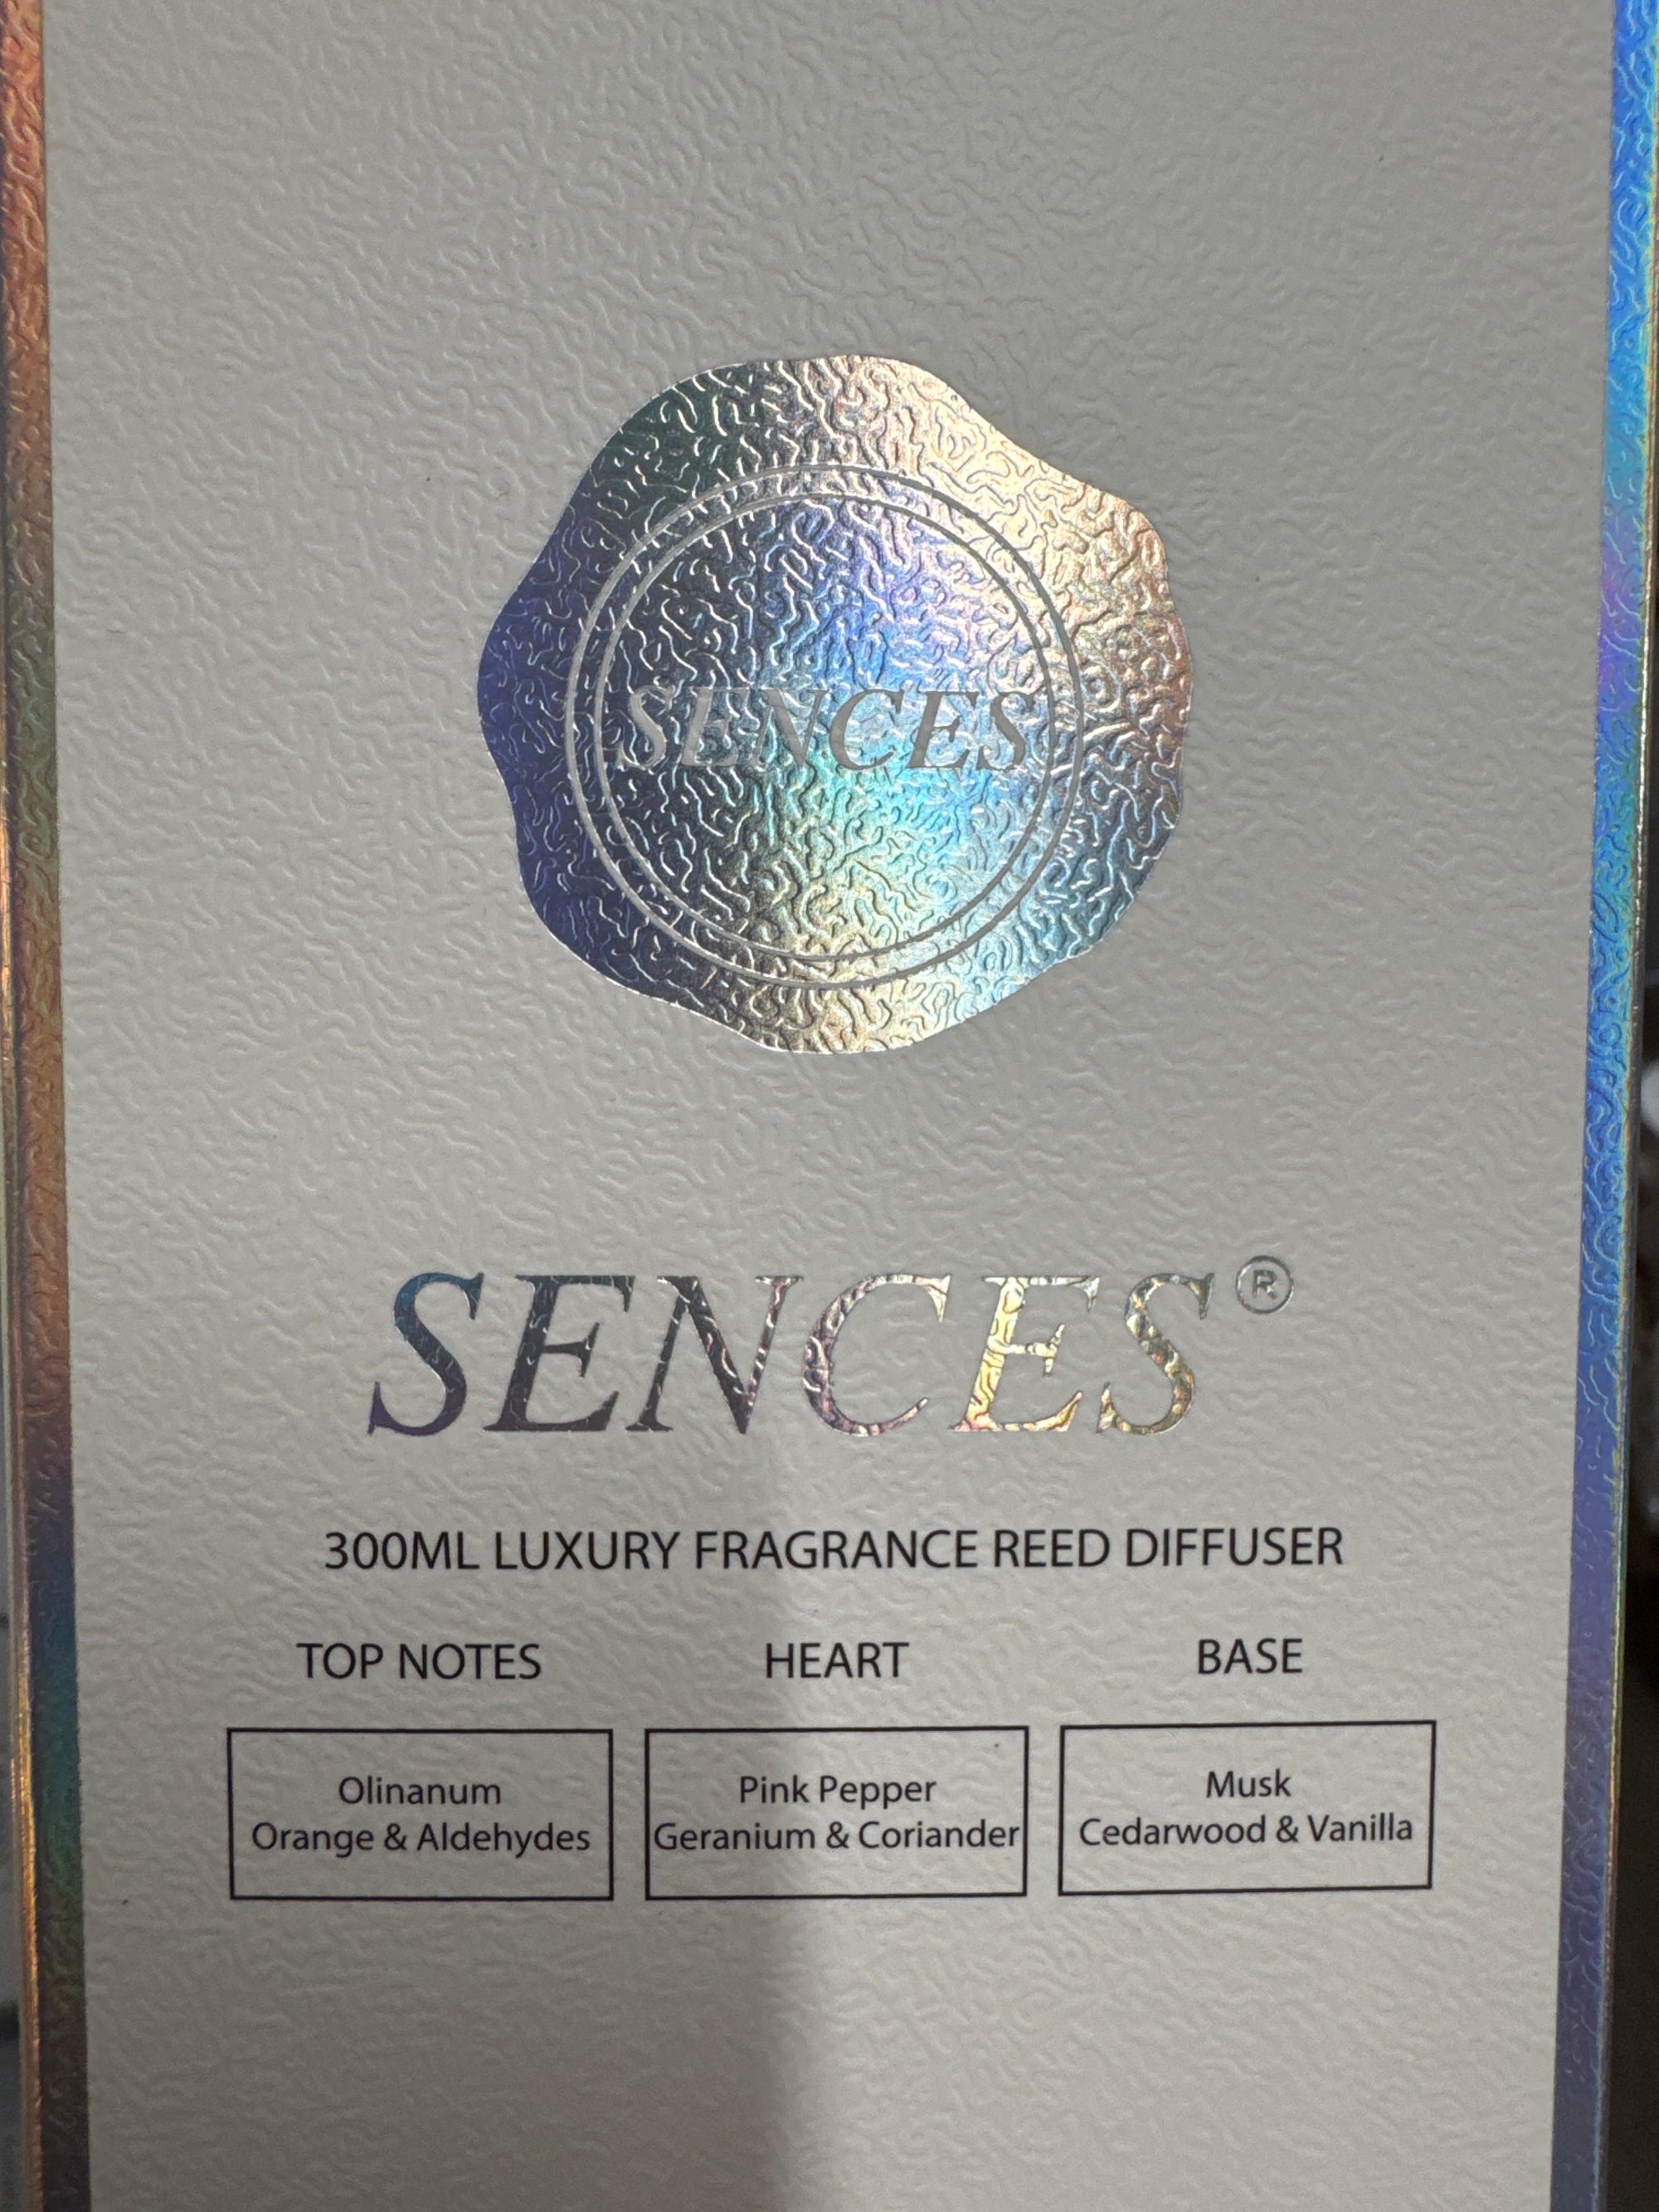 SENCES
SENCES®
300ML LUXURY FRAGRANCE REED DIFFUSER
TOP NOTES HEART BASE
Olinanum Pink Pepper Musk
Orange & Aldehydes Geranium & Coriander Cedarwood & Vanilla